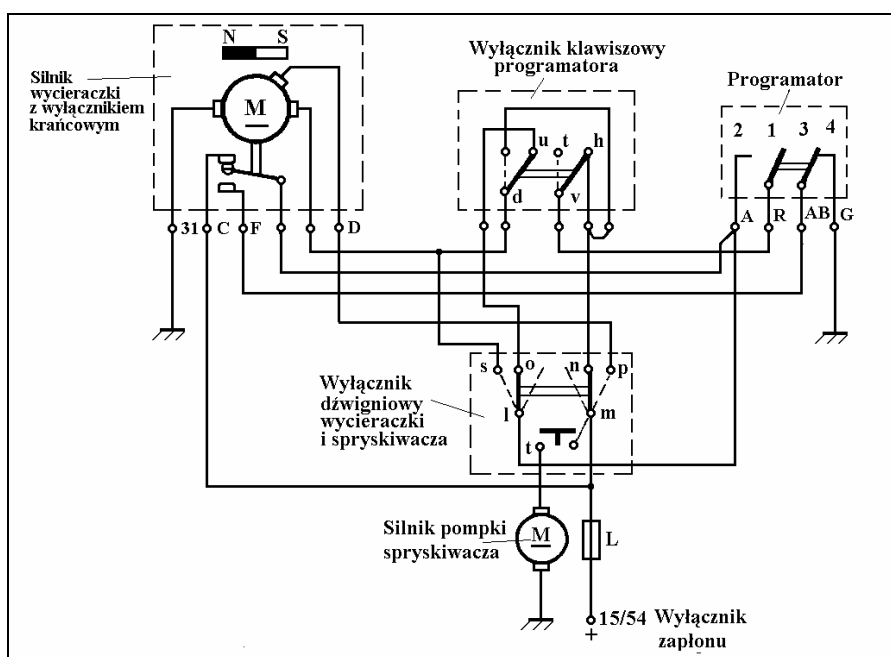 N S
Silnik
wycieraczki
z wyłącznikiem
krańcowym
M
31 C F D
Wyłącznik klawiszowy
programatora
u t h
d v
Programator
2 1 3 4
A R AB G
s o n p
l m
t
Wyłącznik
dźwigniowy
wycieraczki
i spryskiwacza
Silnik pompki
spryskiwacza
M
L
15/54 Wyłącznik
+ zapłonu